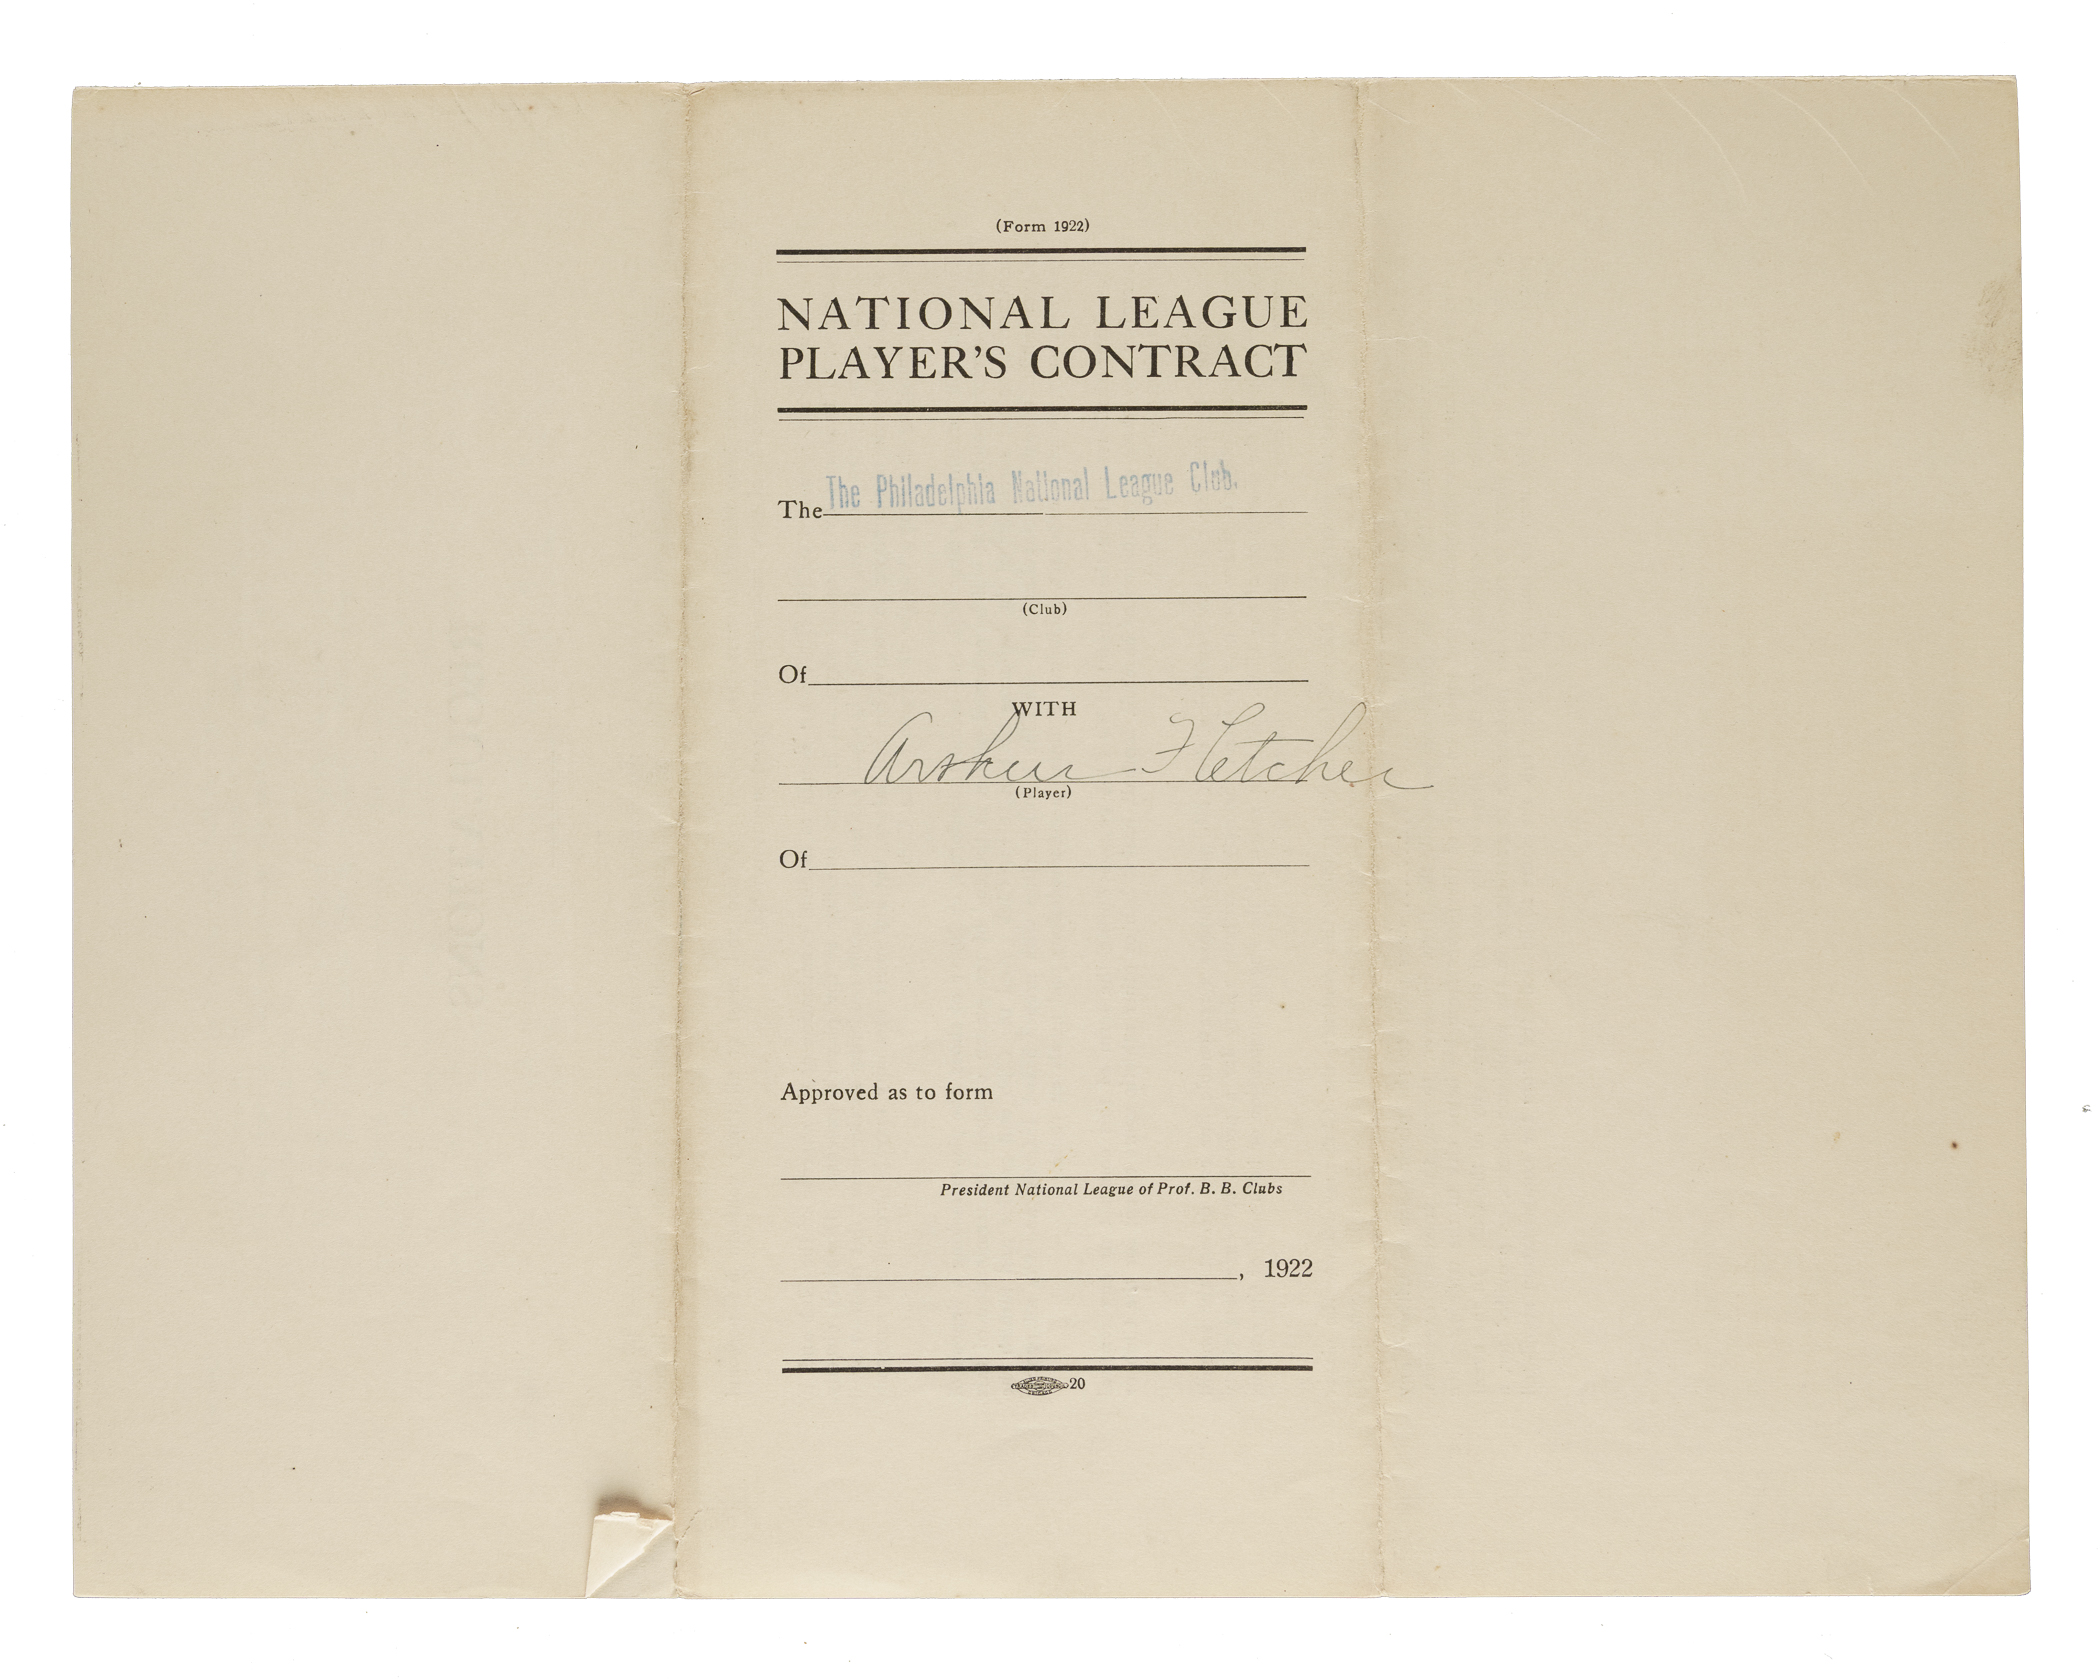 (Form 1922)
NATIONAL LEAGUE
PLAYER'S CONTRACT
The The Philadelphia National League Club.
(Club)
Of
WITH
Arthur Fletcher
(Player)
Of
Approved as to form
President National League of Prof. B. B. Clubs
, 1922
20